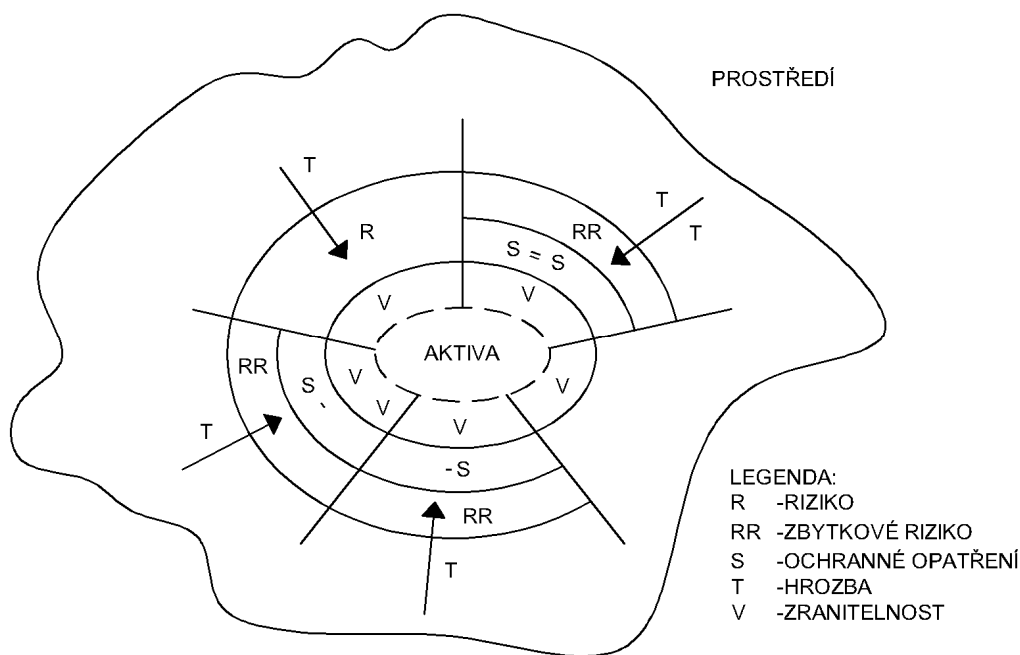 PROSTŘEDÍ
T
T
T
R
RR
S = S
V
V
AKTIVA
RR
V
V
S -
V
V
T
- S
RR
T
LEGENDA:
R -RIZIKO
RR -ZBYTKOVÉ RIZIKO
S -OCHRANNÉ OPATŘENÍ
T -HROZBA
V -ZRANITELNOST